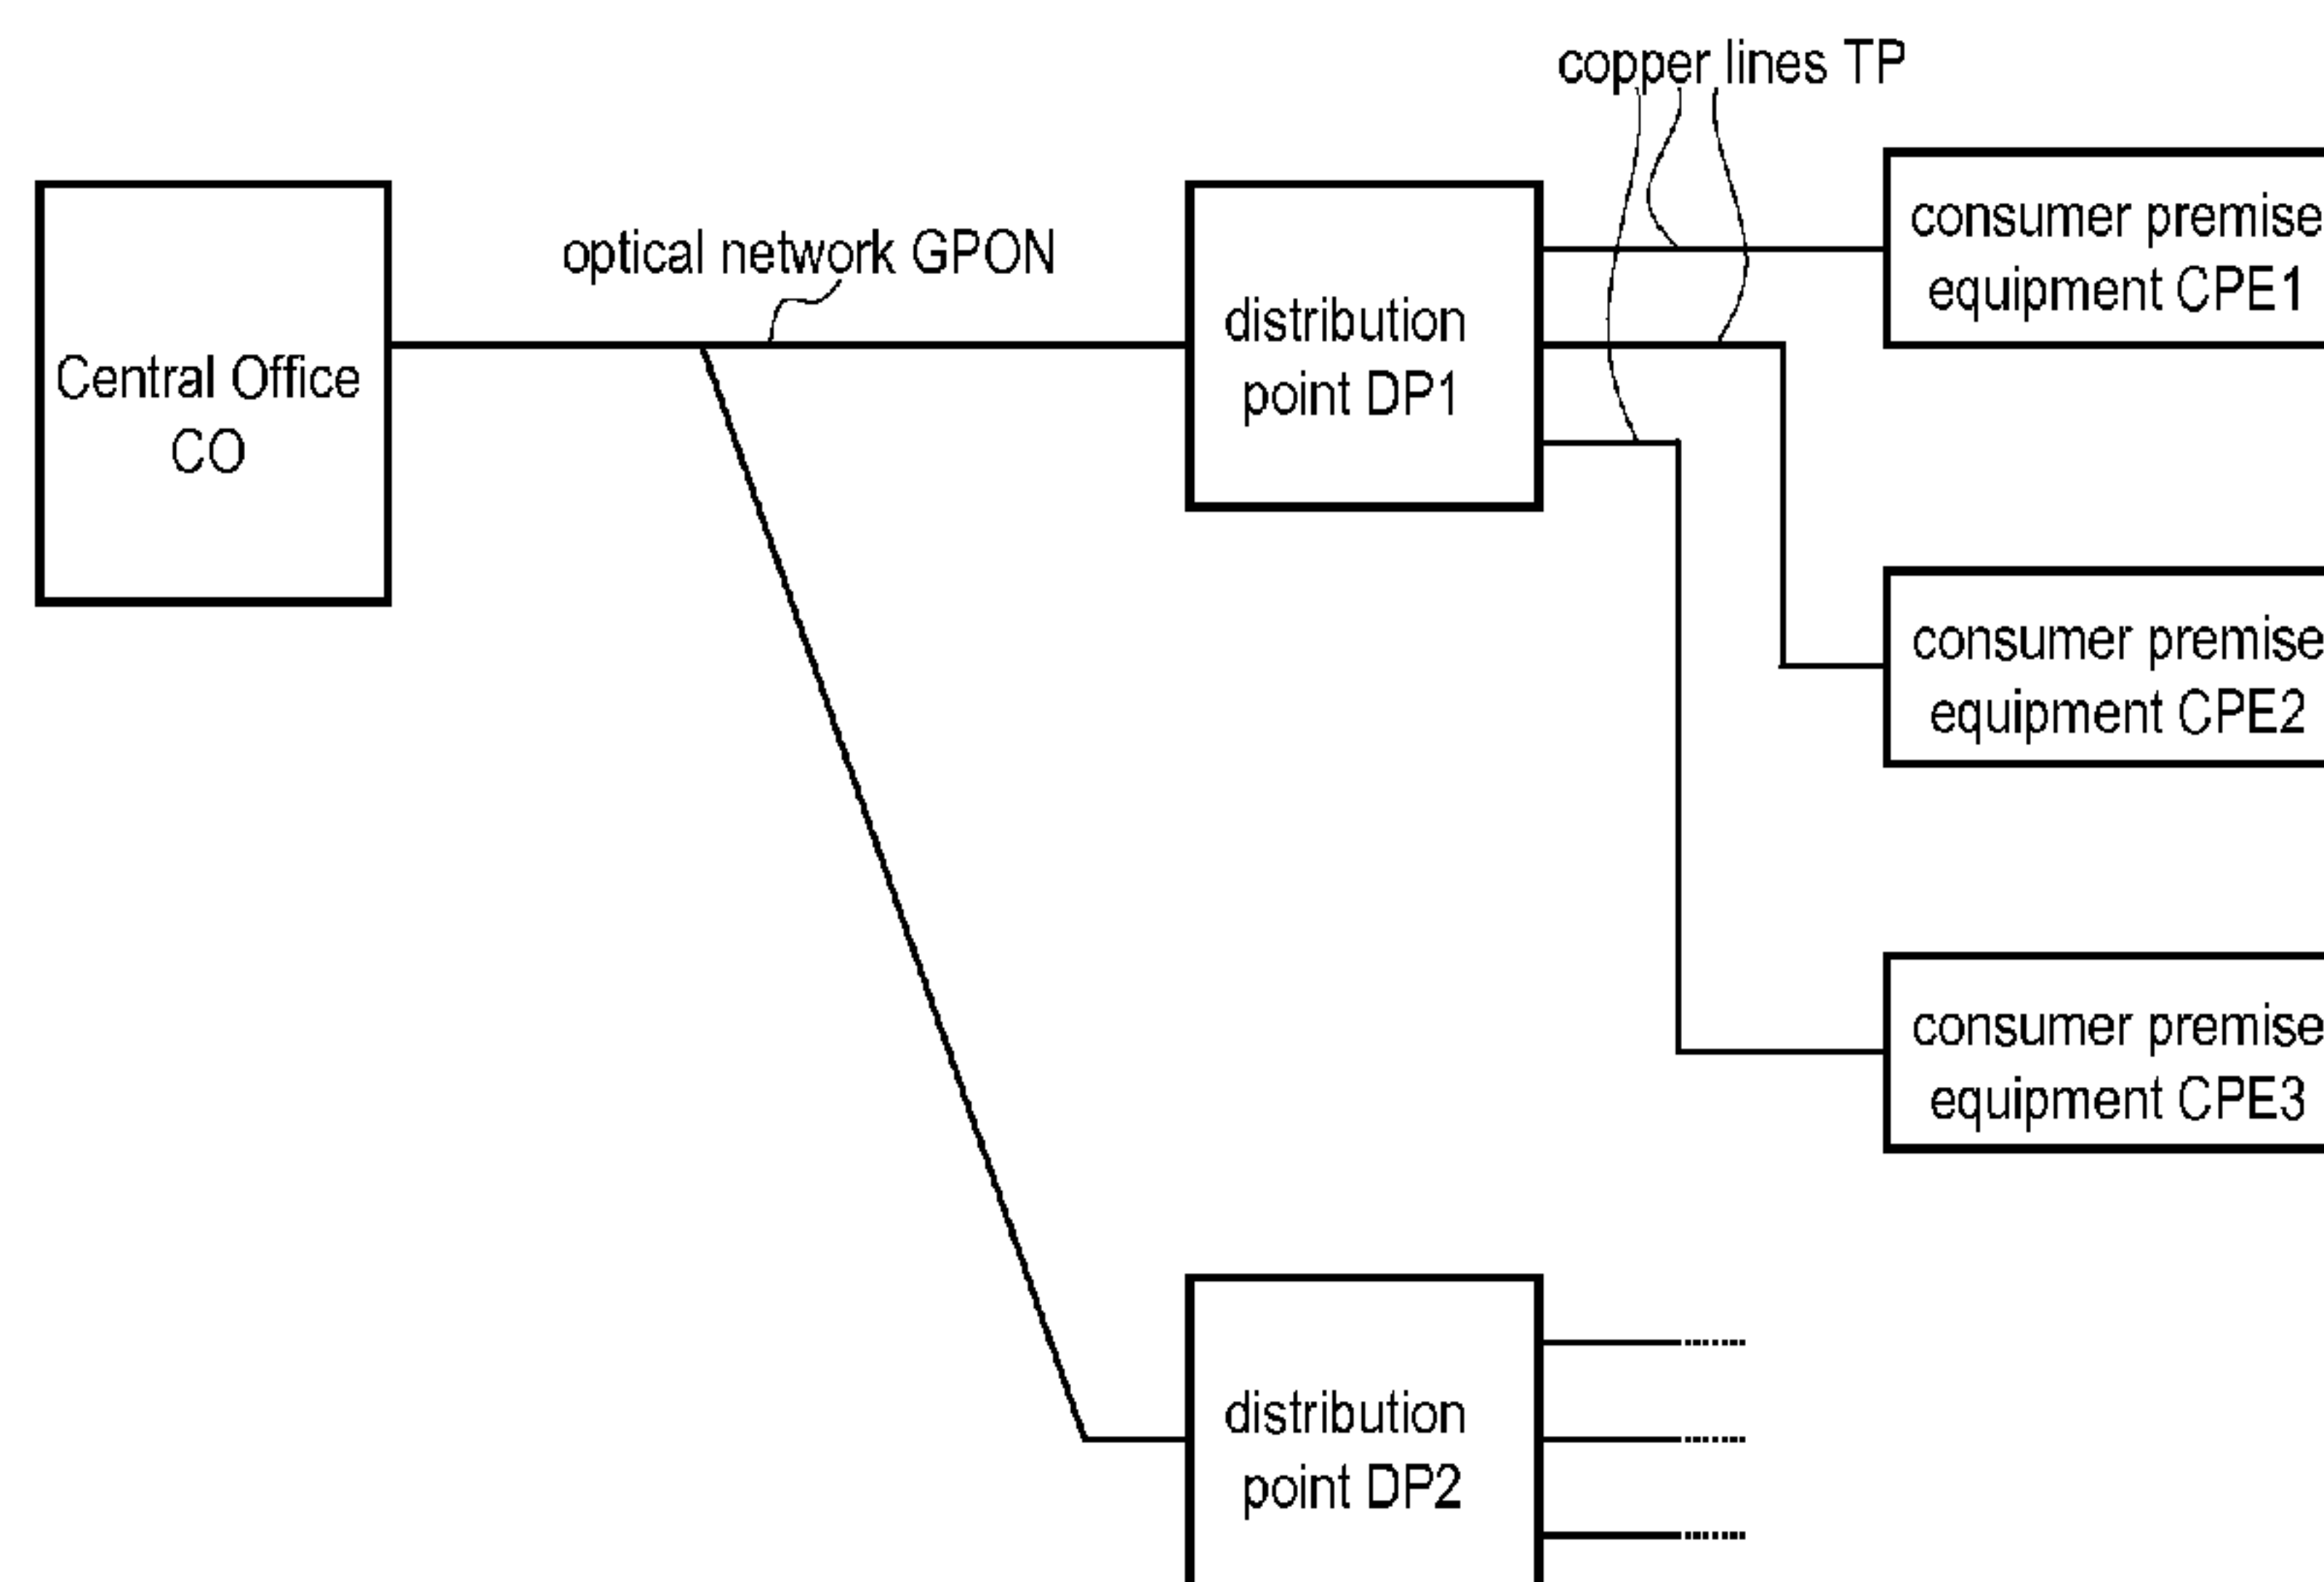 copper lines TP
Central Office
CO
optical network GPON
distribution
point DP1
consumer premise
equipment CPE1
consumer premise
equipment CPE2
consumer premise
equipment CPE3
distribution
point DP2